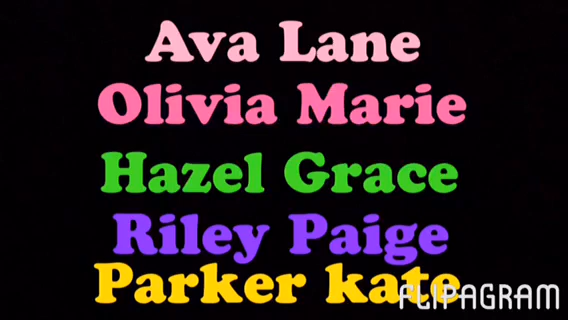 Ava Lane
Olivia Marie
Hazel Grace
Riley Paige
Parker kate
FLIPAGRAM